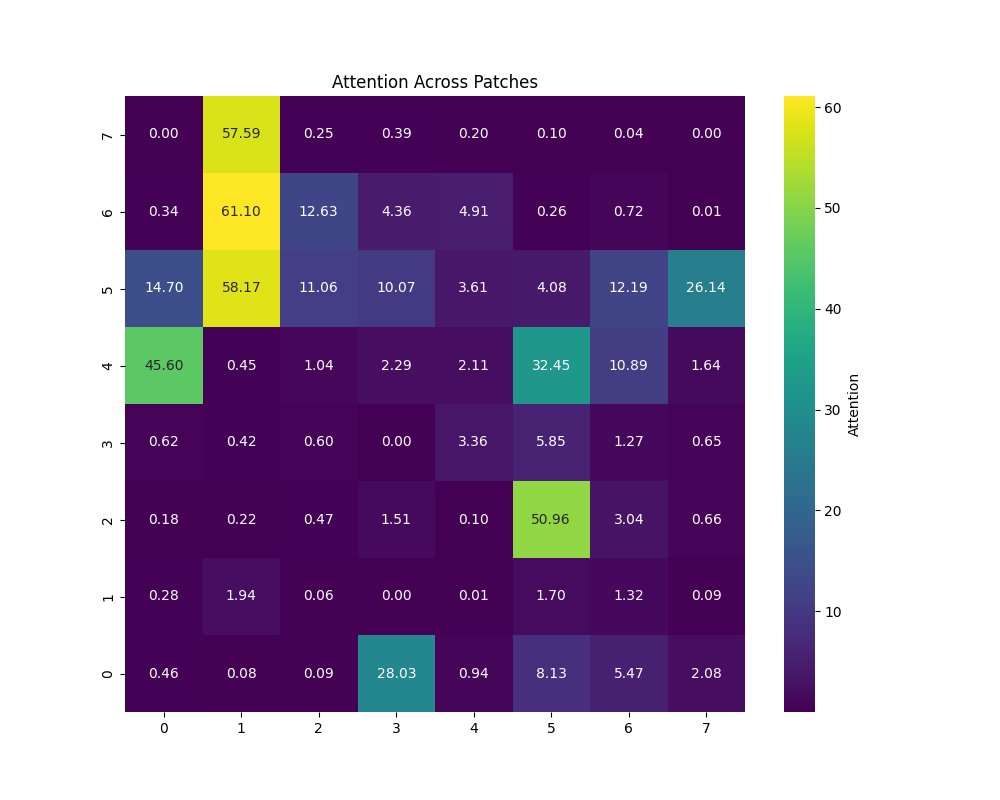 Attention Across Patches
7 0.00 57.59 0.25 0.39 0.20 0.10 0.04 0.00
6 0.34 61.10 12.63 4.36 4.91 0.26 0.72 0.01
5 14.70 58.17 11.06 10.07 3.61 4.08 12.19 26.14
4 45.60 0.45 1.04 2.29 2.11 32.45 10.89 1.64
3 0.62 0.42 0.60 0.00 3.36 5.85 1.27 0.65
2 0.18 0.22 0.47 1.51 0.10 50.96 3.04 0.66
1 0.28 1.94 0.06 0.00 0.01 1.70 1.32 0.09
0 0.46 0.08 0.09 28.03 0.94 8.13 5.47 2.08
0 1 2 3 4 5 6 7
60
50
40
30
20
10
Attention